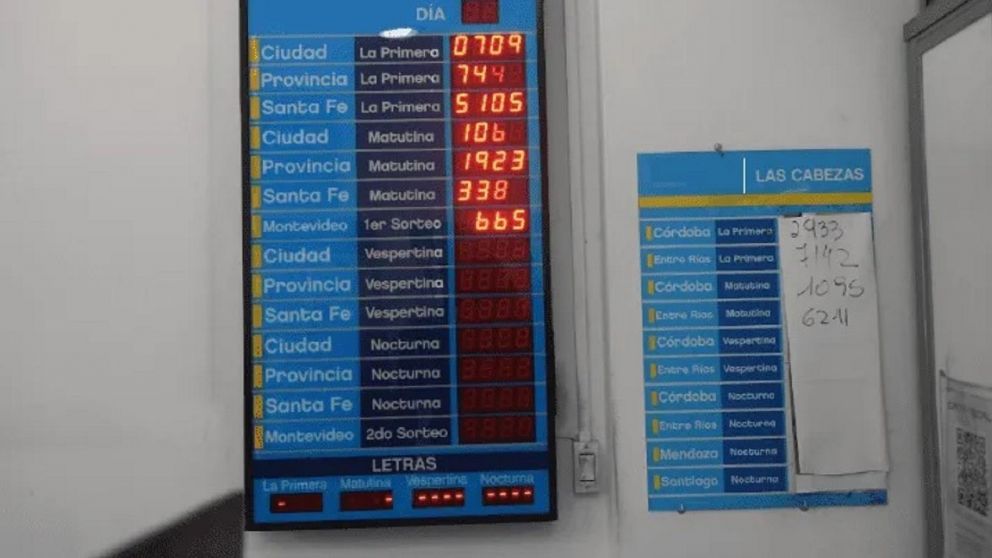 DÍA
Ciudad La Primera 0709
Provincia La Primera
Santa Fe La Primera 5105
Ciudad Matutina
Provincia Matutina 1923
Santa Fe Matutina 338
Montevideo 1er Sorteo 665
Ciudad Vespertina
Provincia Vespertina
Santa Fe Vespertina
Ciudad Nocturna
Provincia Nocturna
Santa Fe Nocturna
Montevideo 2do Sorteo
LETRAS
La Primera Matutina Vespertina Nocturna
LAS CABEZAS
Córdoba La Primera 2933
Entre Ríos La Primera 7142
Córdoba Matutina 1095
Entre Ríos Matutina 6211
Córdoba Vespertina
Entre Ríos Vespertina
Córdoba Nocturna
Entre Ríos Nocturna
Mendoza Nocturna
Santiago Nocturna